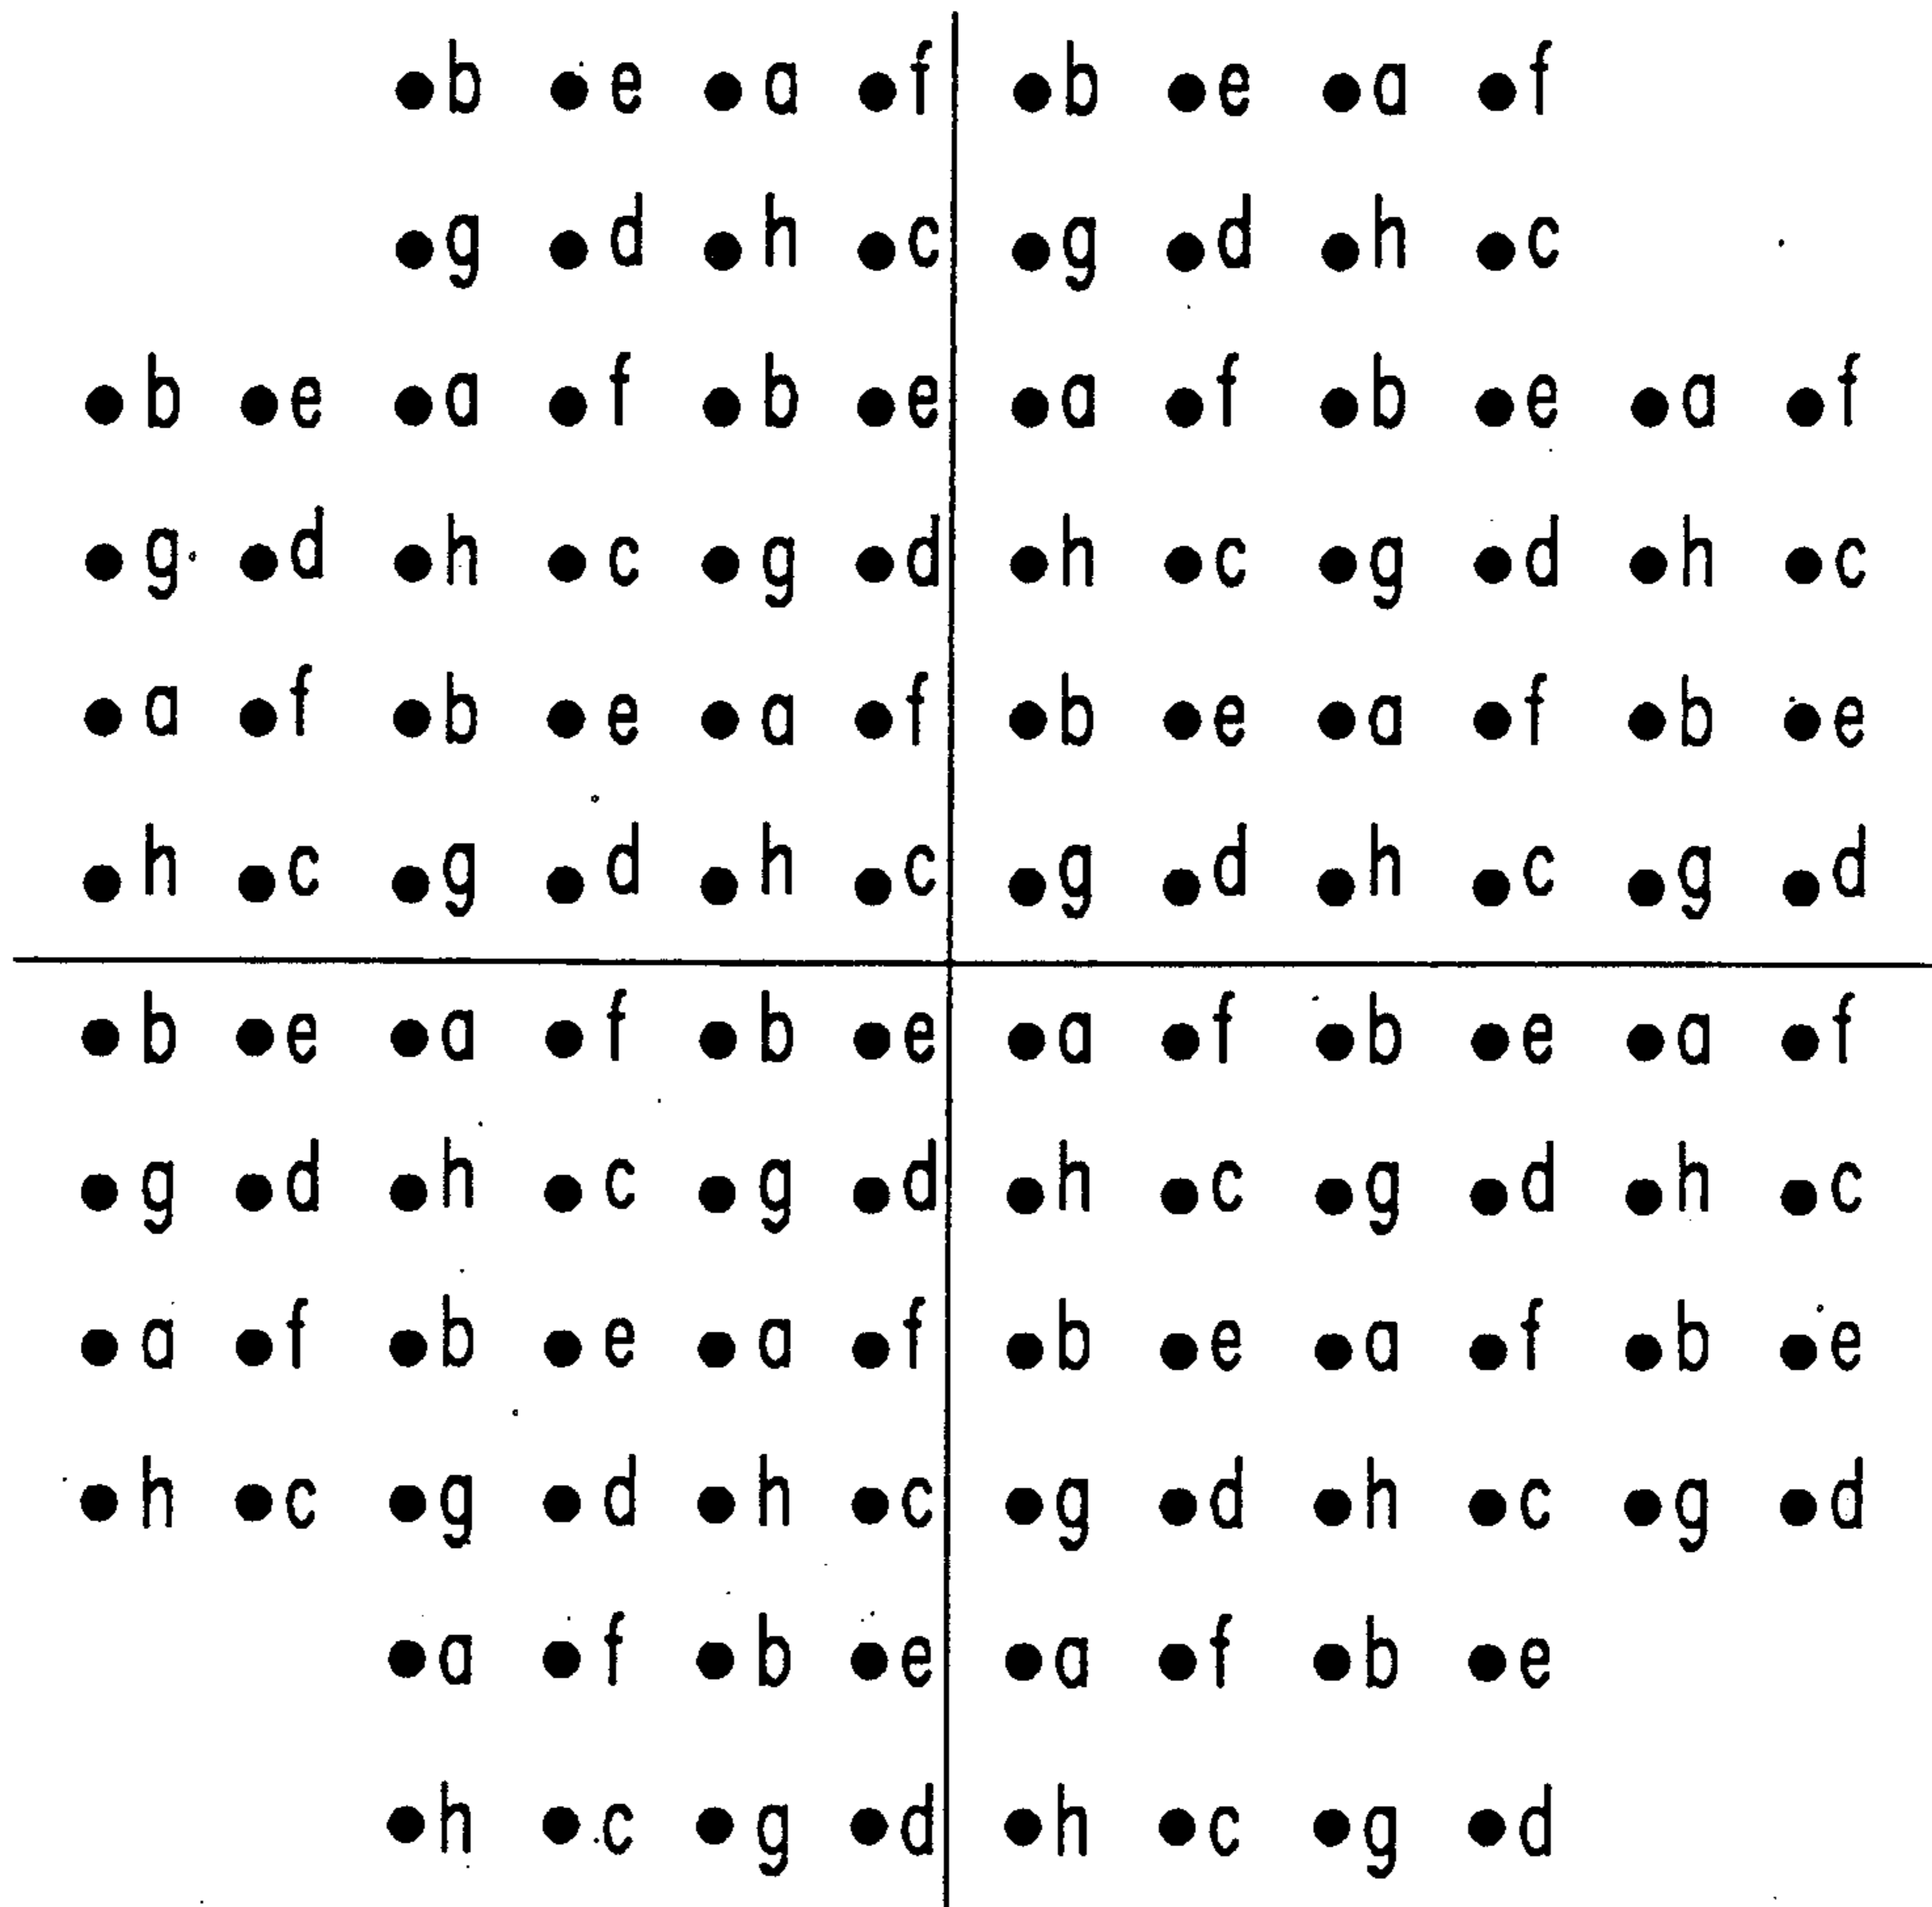 b e a f b e a f
g d h c g d h c
b e a f b e a f b e a f
g d h c g d h c g d h c
a f b e a f b e a f b e
h c g d h c g d h c g d
b e a f b e a f b e a f
g d h c g d h c g d h c
a f b e a f b e a f b e
h c g d h c g d h c g d
a f b e a f b e
h c g d h c g d